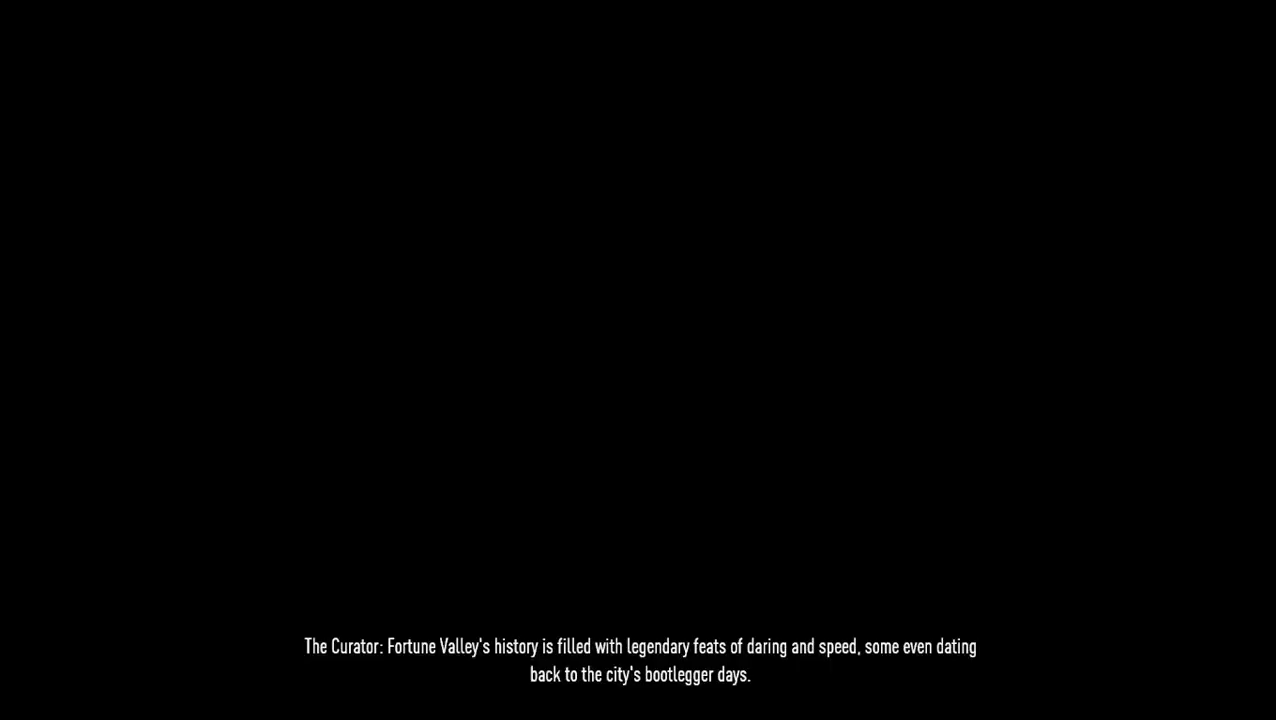 The Curator: Fortune Valley's history is filled with legendary feats of daring and speed, some even dating
back to the city's bootlegger days.